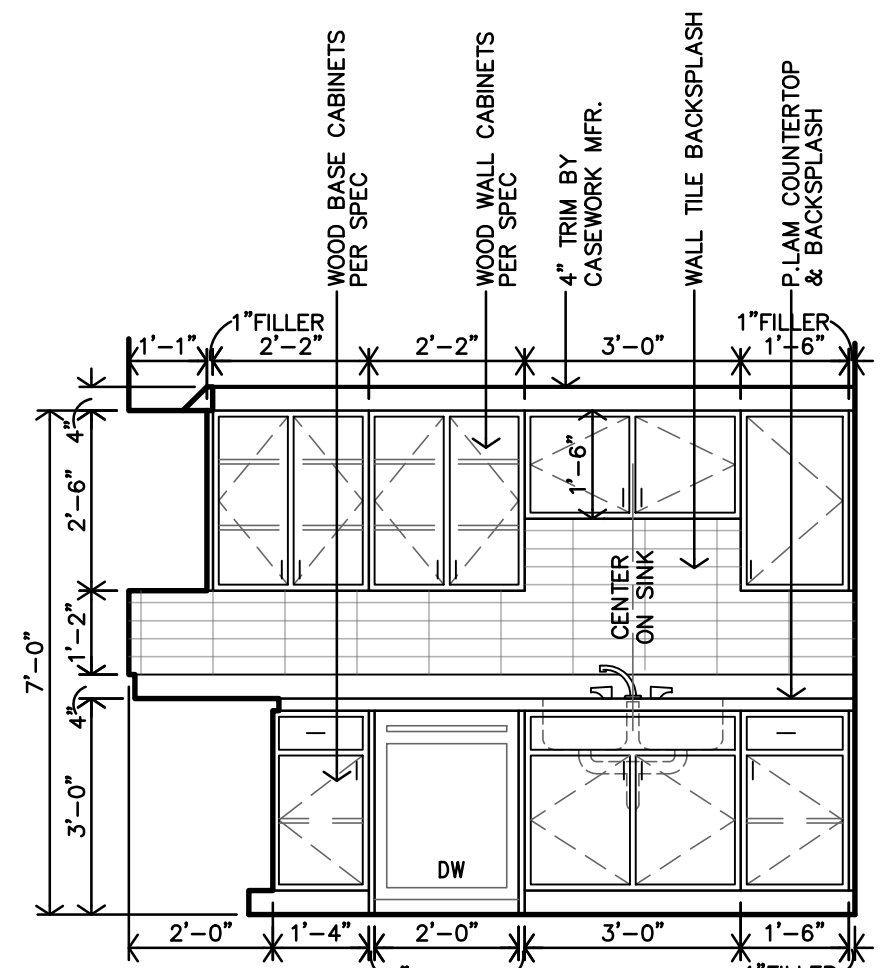 WOOD BASE CABINETS
PER SPEC
WOOD WALL CABINETS
PER SPEC
4" TRIM BY
CASEWORK MFR.
WALL TILE BACKSPLASH
P.LAM COUNTERTOP
& BACKSPLASH
1"FILLER
1"FILLER
1'-1"
2'-2"
2'-2"
3'-0"
1'-6"
4"
2'-6"
1'-6"
CENTER
ON SINK
1'-2"
7'-0"
4"
3'-0"
DW
2'-0"
1'-4"
2'-0"
3'-0"
1'-6"
1"FILLER